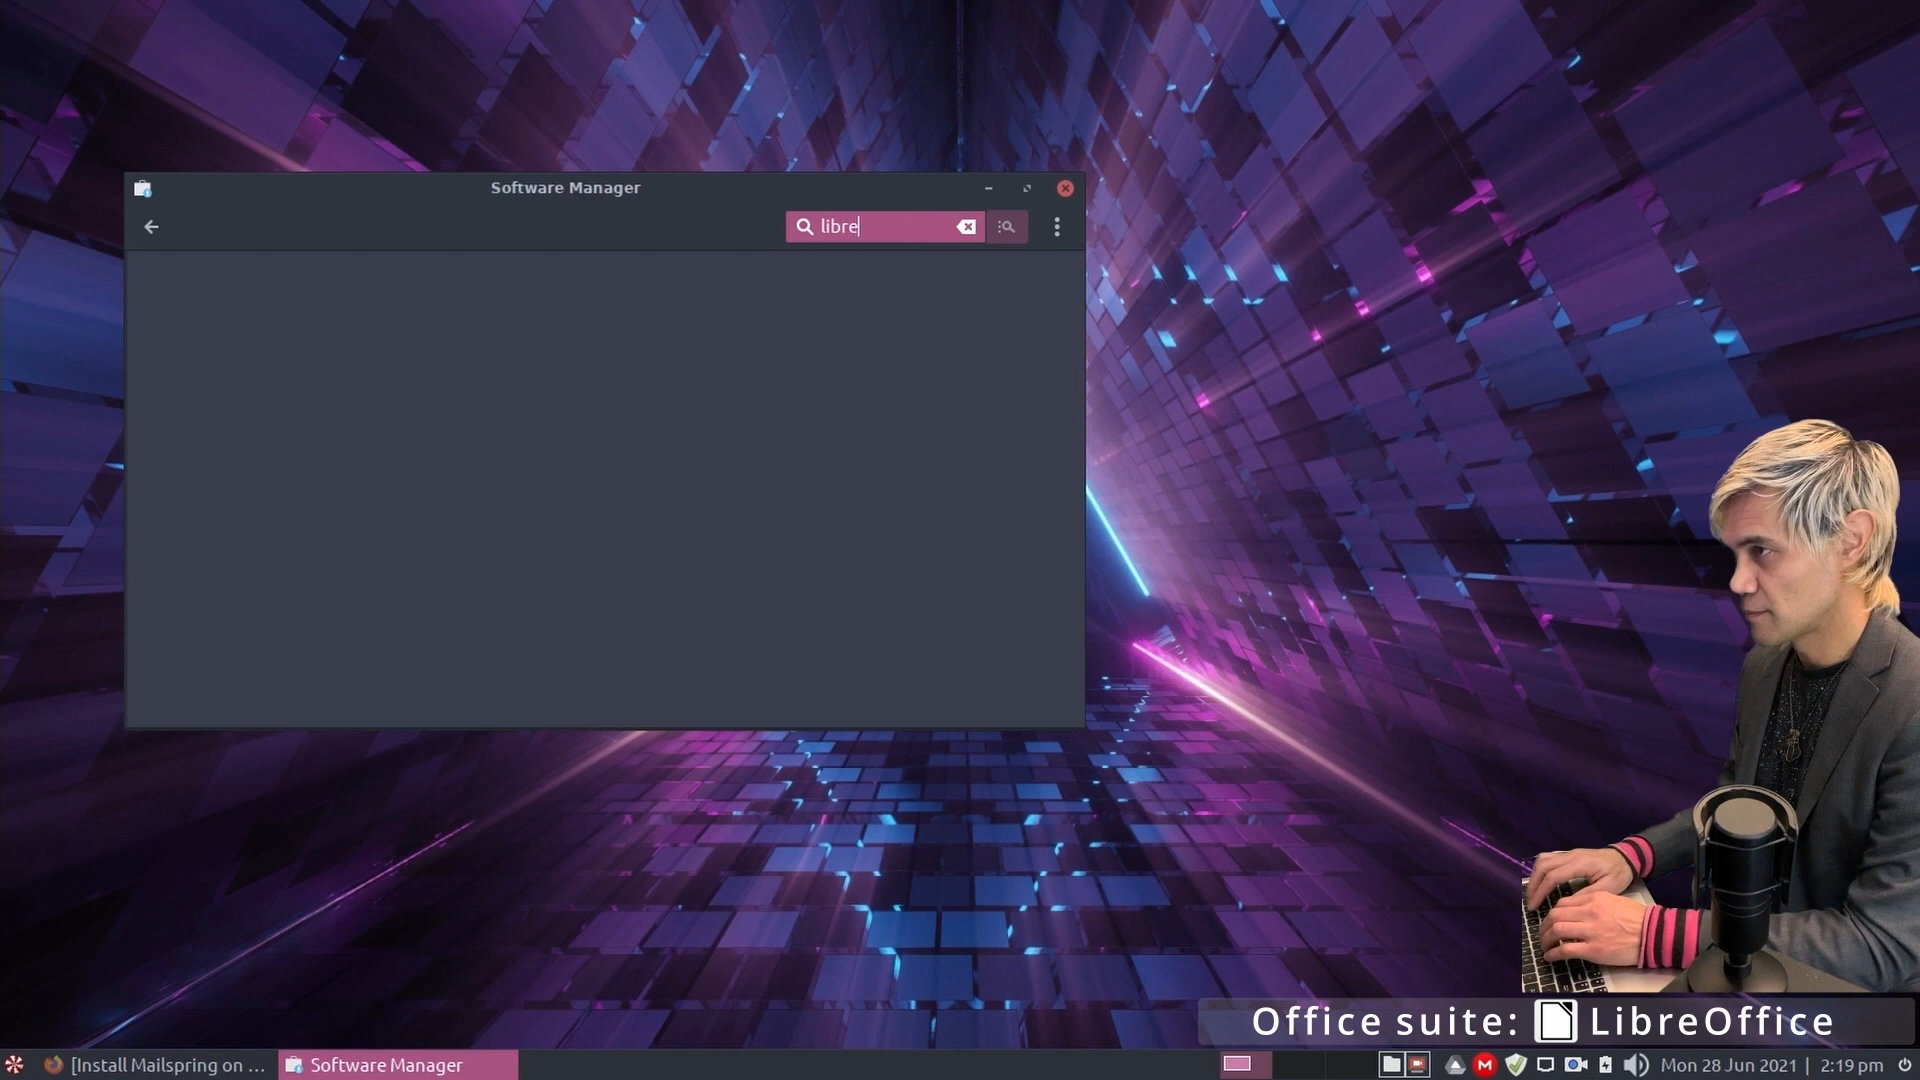 Software Manager
libre
Office suite: LibreOffice
[Install Mailspring on ...
Software Manager
Mon 28 Jun 2021 | 2:19 pm